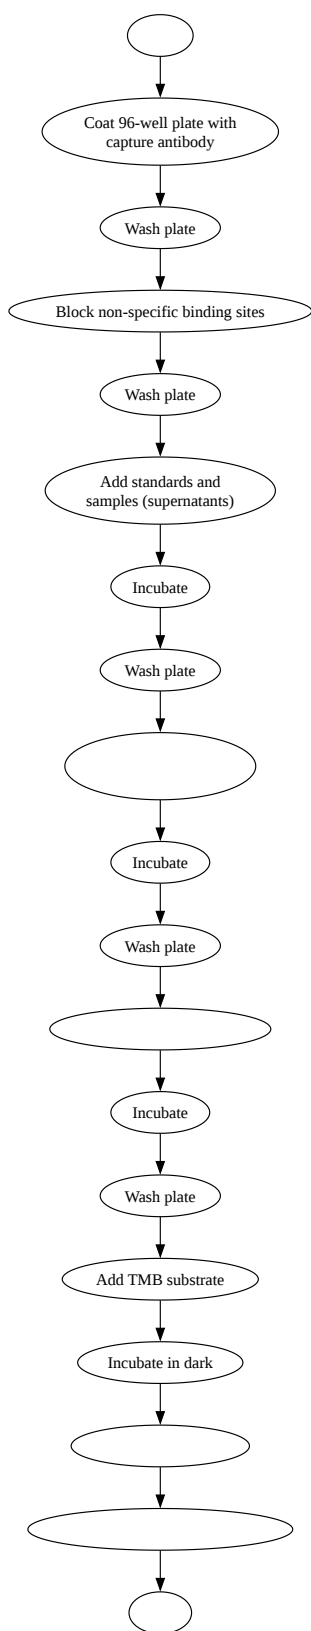 Coat 96-well plate with
capture antibody
Wash plate
Block non-specific binding sites
Wash plate
Add standards and
samples (supernatants)
Incubate
Wash plate
Incubate
Wash plate
Incubate
Wash plate
Add TMB substrate
Incubate in dark